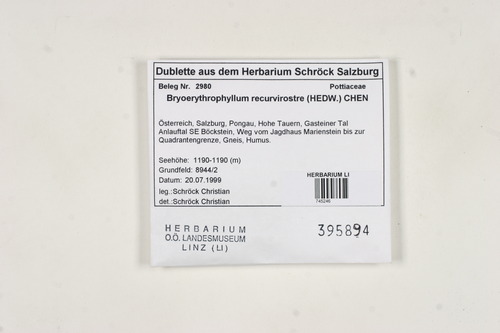 Dublette aus dem Herbarium Schröck Salzburg
Beleg Nr. 2980 Pottiaceae
Bryoerythrophyllum recurvirostre (HEDW.) CHEN
Österreich, Salzburg, Pongau, Hohe Tauern, Gasteiner Tal
Anlauftal SE Böckstein, Weg vom Jagdhaus Marienstein bis zur
Quadrantengrenze, Gneis, Humus.
Seehöhe: 1190-1190 (m)
Grundfeld: 8944/2
Datum: 20.07.1999
leg.:Schröck Christian
det.:Schröck Christian
HERBARIUM LI
745246
HERBARIUM
O.Ö. LANDESMUSEUM
LINZ (LI)
395894